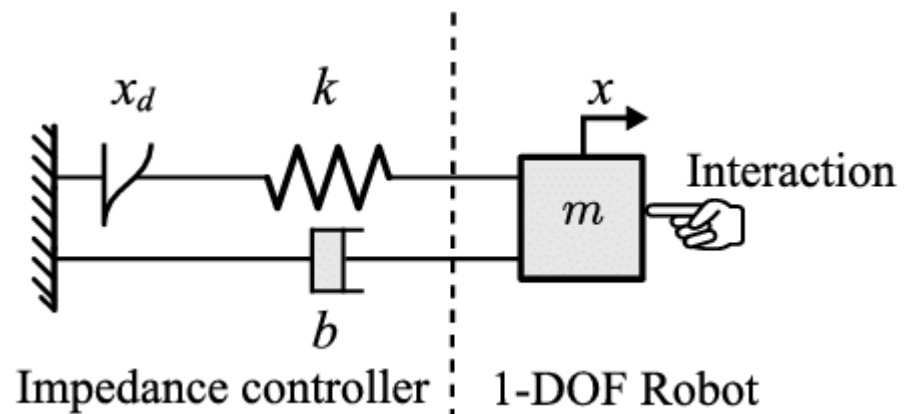 x_d
k
x
m
Interaction
b
Impedance controller
1-DOF Robot